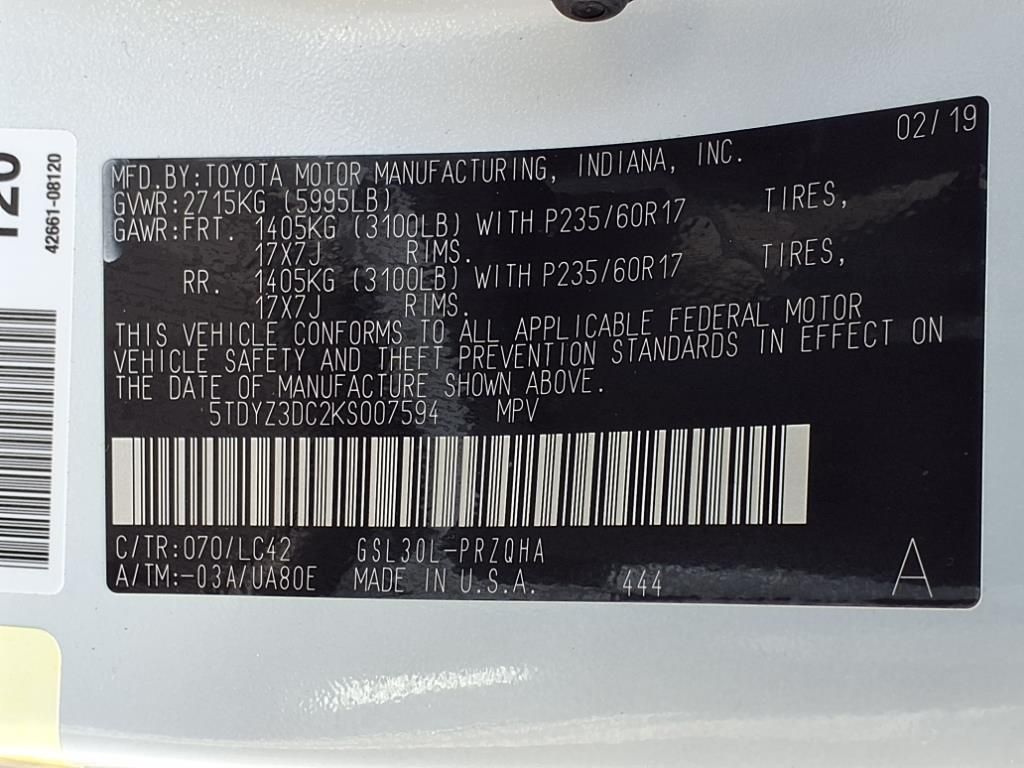 02/19
MFD.BY:TOYOTA MOTOR MANUFACTURING, INDIANA, INC.
GVWR:2715KG (5995LB)
GAWR:FRT. 1405KG (3100LB) WITH P235/60R17 TIRES,
17X7J RIMS.
RR. 1405KG (3100LB) WITH P235/60R17 TIRES,
17X7J RIMS.
THIS VEHICLE CONFORMS TO ALL APPLICABLE FEDERAL MOTOR
VEHICLE SAFETY AND THEFT PREVENTION STANDARDS IN EFFECT ON
THE DATE OF MANUFACTURE SHOWN ABOVE.
5TDYZ3DC2KS007594 MPV
C/TR:070/LC42 GSL30L-PRZQHA
A/TM:-03A/UA80E MADE IN U.S.A. 444 A
42661-08120